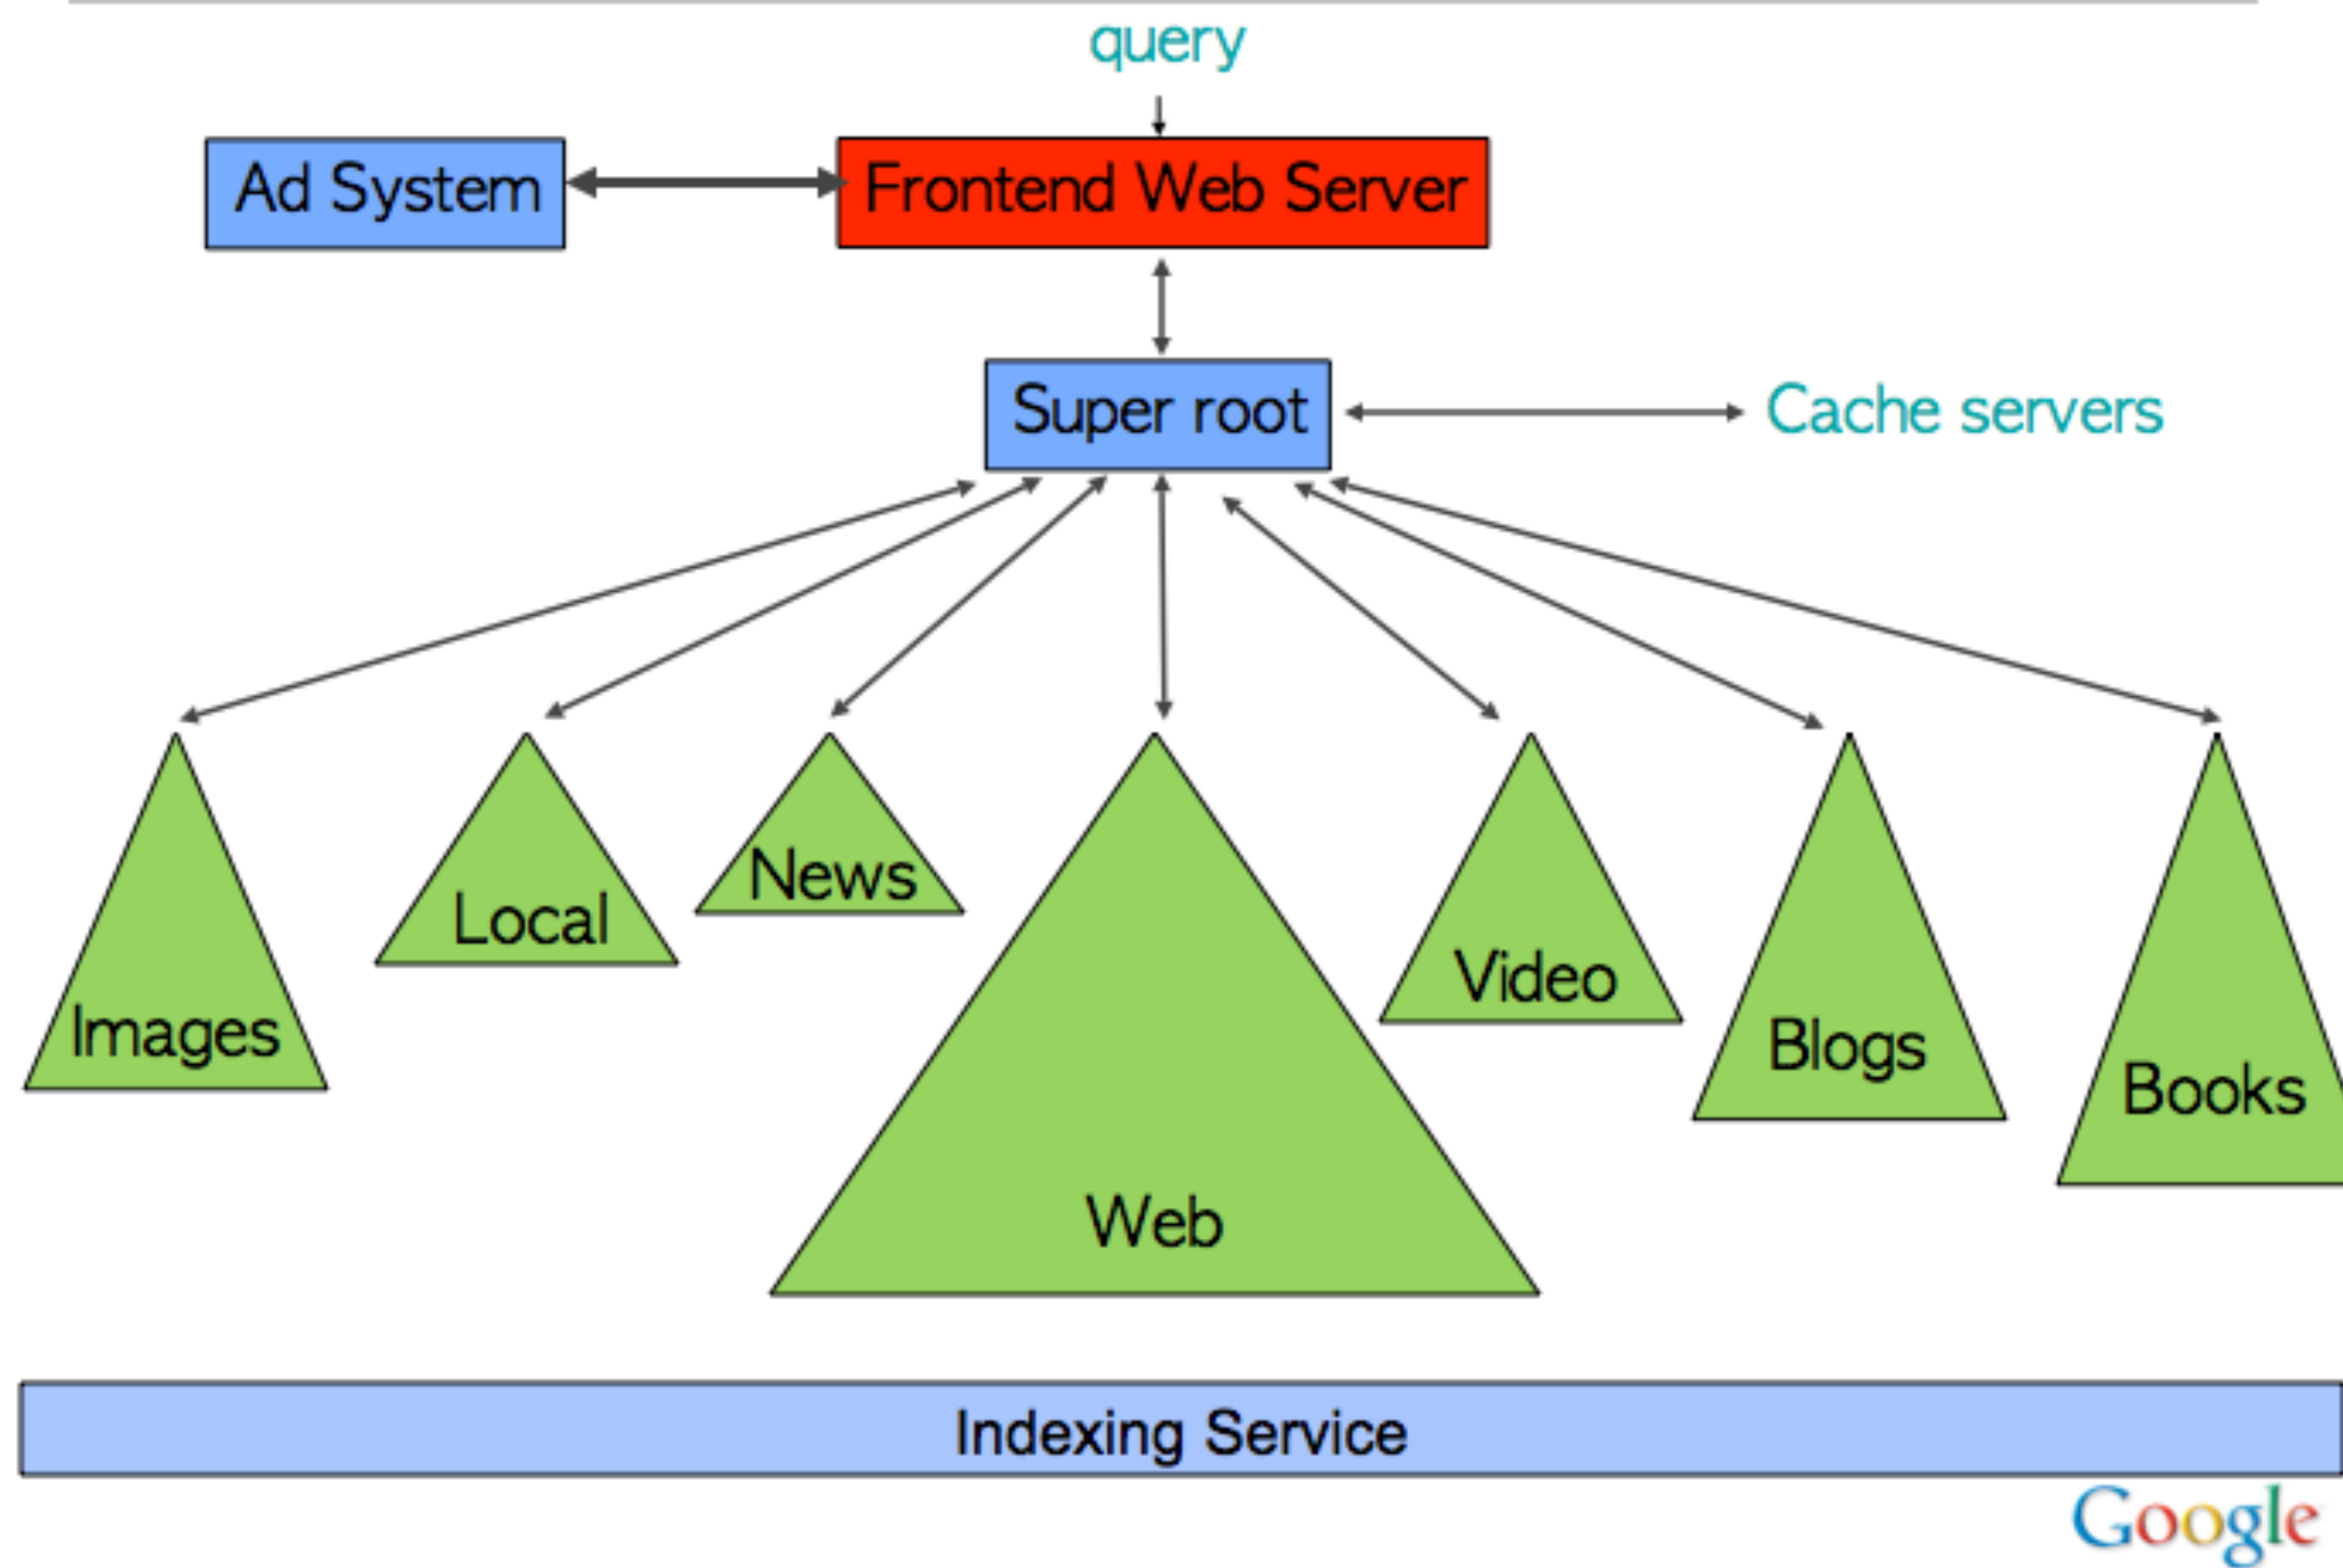 query
Ad System
Frontend Web Server
Super root
Cache servers
Images
Local
News
Web
Video
Blogs
Books
Indexing Service
Google